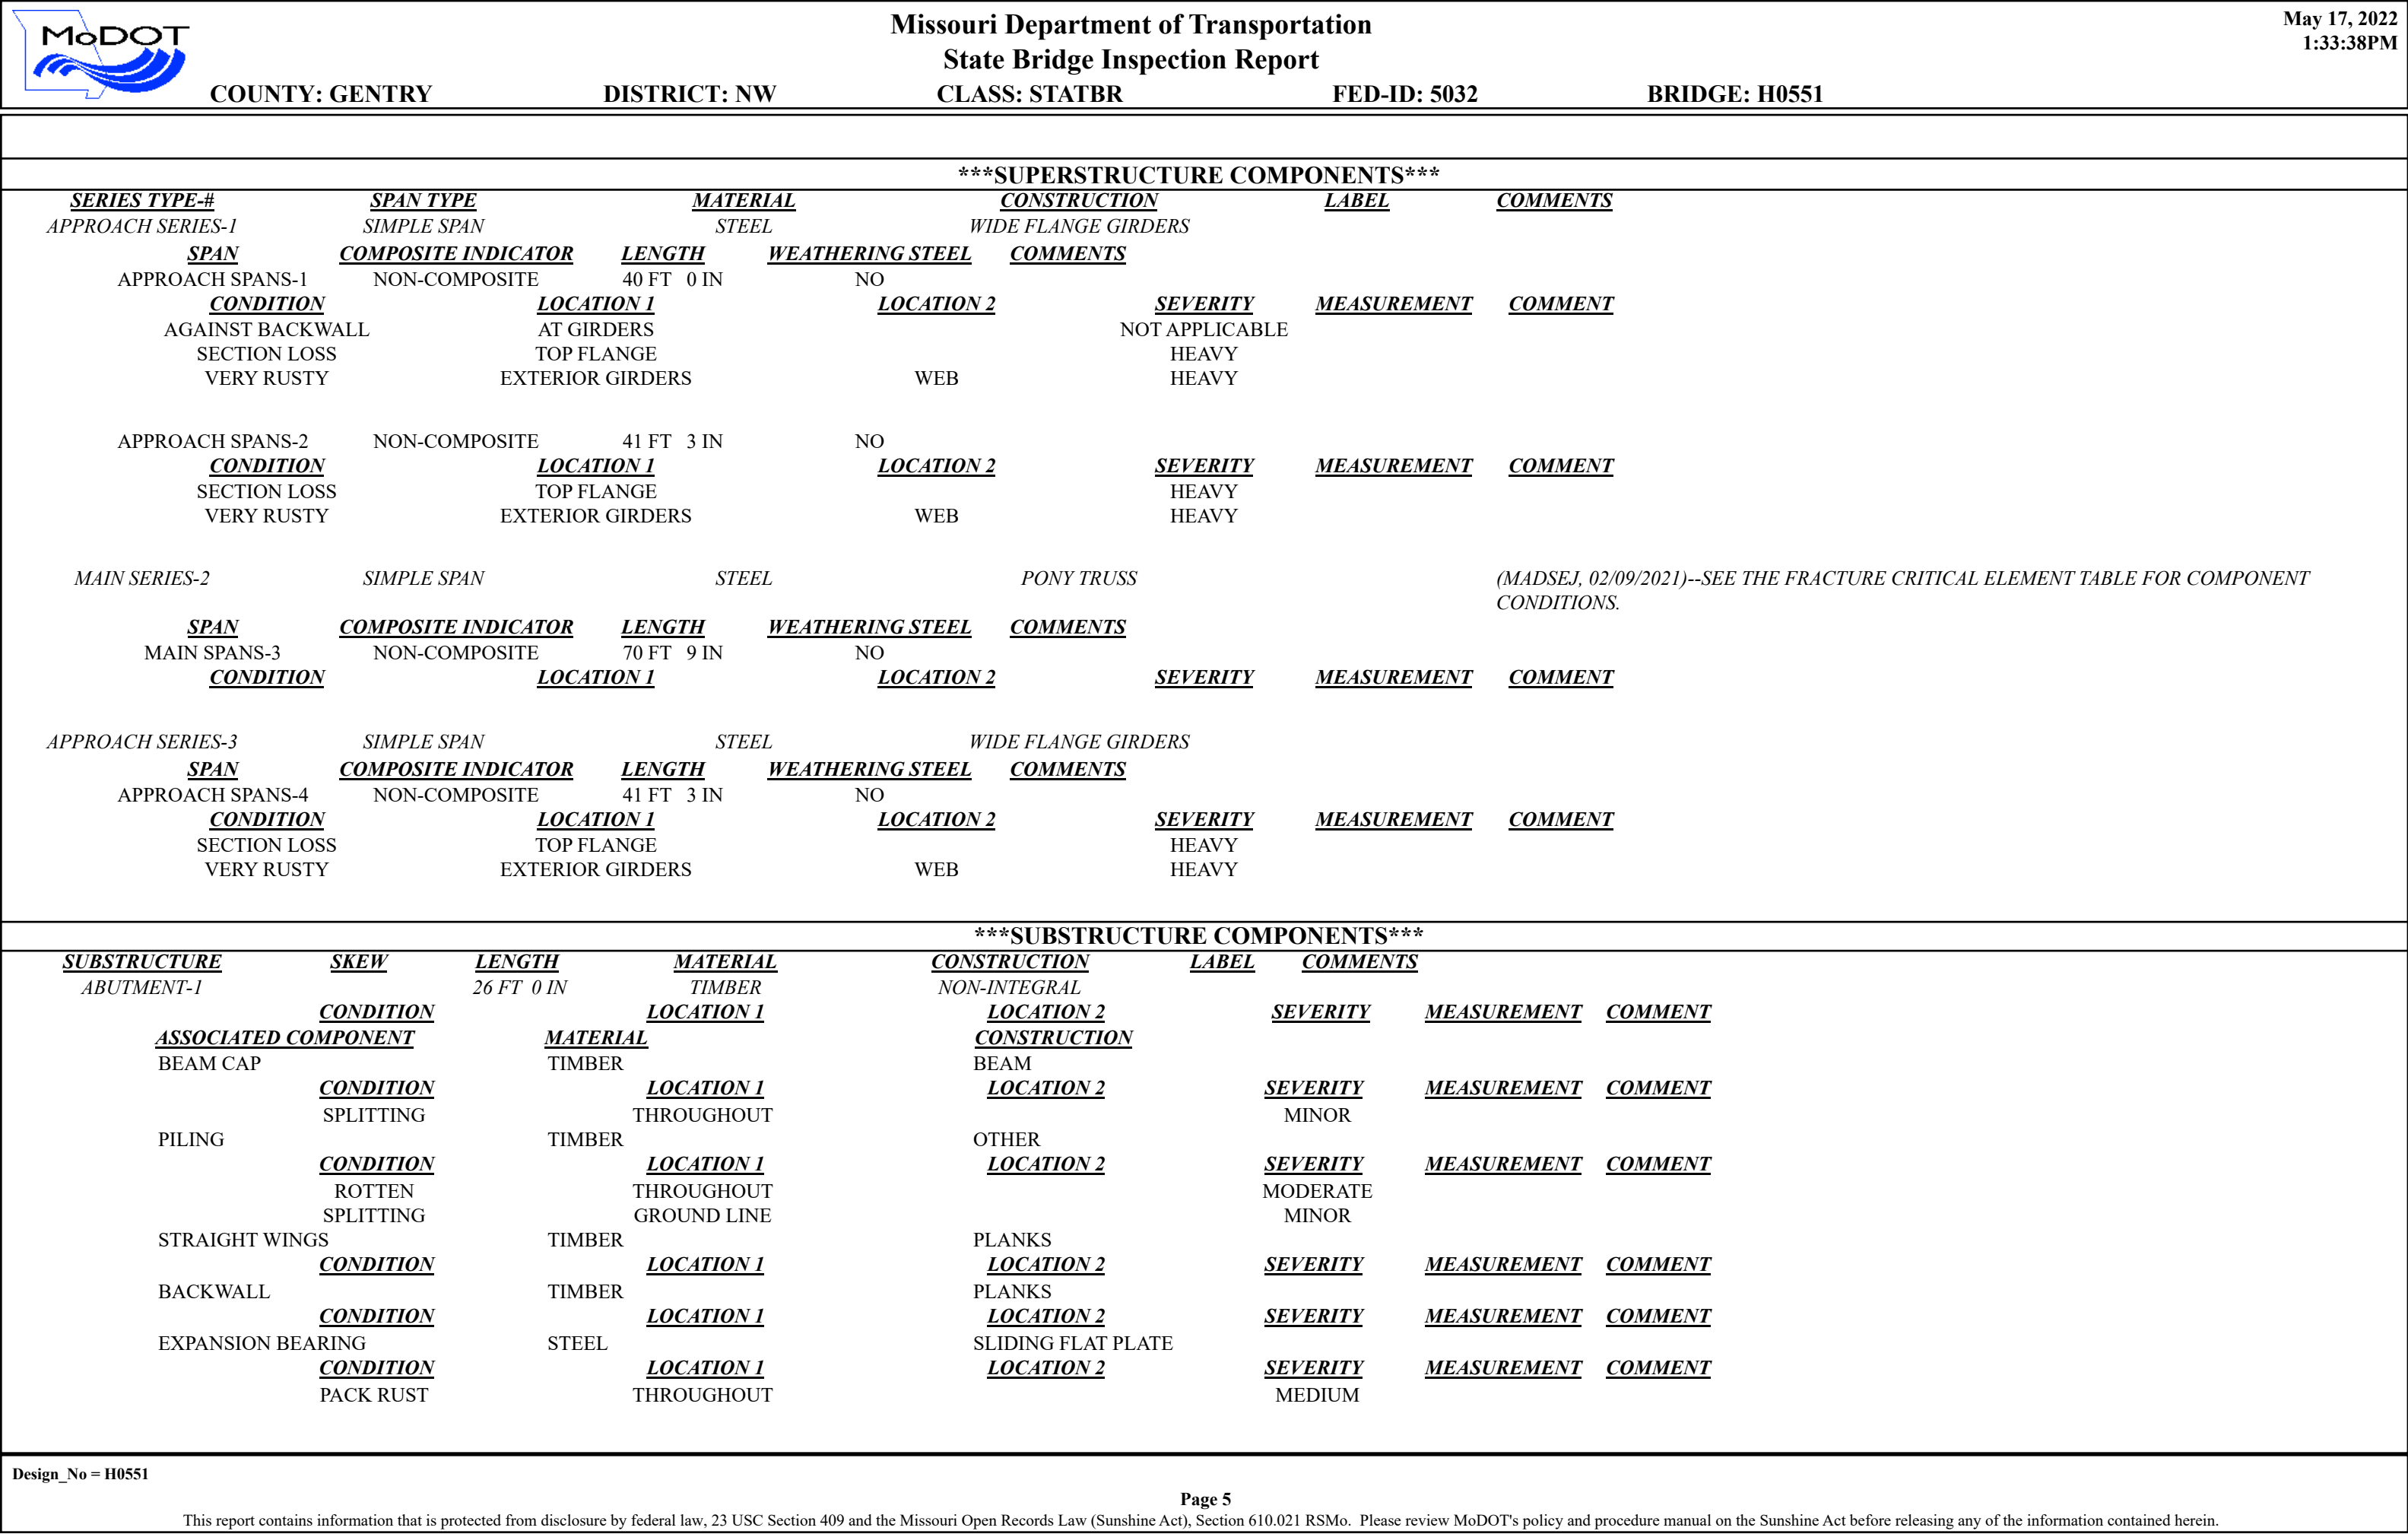 MoDOT
Missouri Department of Transportation
State Bridge Inspection Report
May 17, 2022
1:33:38PM
COUNTY: GENTRY DISTRICT: NW CLASS: STATBR FED-ID: 5032 BRIDGE: H0551
***SUPERSTRUCTURE COMPONENTS***
SERIES TYPE-# SPAN TYPE MATERIAL CONSTRUCTION LABEL COMMENTS
APPROACH SERIES-1 SIMPLE SPAN STEEL WIDE FLANGE GIRDERS
SPAN COMPOSITE INDICATOR LENGTH WEATHERING STEEL COMMENTS
APPROACH SPANS-1 NON-COMPOSITE 40 FT 0 IN NO
CONDITION LOCATION 1 LOCATION 2 SEVERITY MEASUREMENT COMMENT
AGAINST BACKWALL AT GIRDERS NOT APPLICABLE
SECTION LOSS TOP FLANGE HEAVY
VERY RUSTY EXTERIOR GIRDERS WEB HEAVY
APPROACH SPANS-2 NON-COMPOSITE 41 FT 3 IN NO
CONDITION LOCATION 1 LOCATION 2 SEVERITY MEASUREMENT COMMENT
SECTION LOSS TOP FLANGE HEAVY
VERY RUSTY EXTERIOR GIRDERS WEB HEAVY
MAIN SERIES-2 SIMPLE SPAN STEEL PONY TRUSS (MADSEJ, 02/09/2021)--SEE THE FRACTURE CRITICAL ELEMENT TABLE FOR COMPONENT
CONDITIONS.
SPAN COMPOSITE INDICATOR LENGTH WEATHERING STEEL COMMENTS
MAIN SPANS-3 NON-COMPOSITE 70 FT 9 IN NO
CONDITION LOCATION 1 LOCATION 2 SEVERITY MEASUREMENT COMMENT
APPROACH SERIES-3 SIMPLE SPAN STEEL WIDE FLANGE GIRDERS
SPAN COMPOSITE INDICATOR LENGTH WEATHERING STEEL COMMENTS
APPROACH SPANS-4 NON-COMPOSITE 41 FT 3 IN NO
CONDITION LOCATION 1 LOCATION 2 SEVERITY MEASUREMENT COMMENT
SECTION LOSS TOP FLANGE HEAVY
VERY RUSTY EXTERIOR GIRDERS WEB HEAVY
***SUBSTRUCTURE COMPONENTS***
SUBSTRUCTURE SKEW LENGTH MATERIAL CONSTRUCTION LABEL COMMENTS
ABUTMENT-1 26 FT 0 IN TIMBER NON-INTEGRAL
CONDITION LOCATION 1 LOCATION 2 SEVERITY MEASUREMENT COMMENT
ASSOCIATED COMPONENT MATERIAL CONSTRUCTION
BEAM CAP TIMBER BEAM
CONDITION LOCATION 1 LOCATION 2 SEVERITY MEASUREMENT COMMENT
SPLITTING THROUGHOUT MINOR
PILING TIMBER OTHER
CONDITION LOCATION 1 LOCATION 2 SEVERITY MEASUREMENT COMMENT
ROTTEN THROUGHOUT MODERATE
SPLITTING GROUND LINE MINOR
STRAIGHT WINGS TIMBER PLANKS
CONDITION LOCATION 1 LOCATION 2 SEVERITY MEASUREMENT COMMENT
BACKWALL TIMBER PLANKS
CONDITION LOCATION 1 LOCATION 2 SEVERITY MEASUREMENT COMMENT
EXPANSION BEARING STEEL SLIDING FLAT PLATE
CONDITION LOCATION 1 LOCATION 2 SEVERITY MEASUREMENT COMMENT
PACK RUST THROUGHOUT MEDIUM
Design_No = H0551
Page 5
This report contains information that is protected from disclosure by federal law, 23 USC Section 409 and the Missouri Open Records Law (Sunshine Act), Section 610.021 RSMo. Please review MoDOT's policy and procedure manual on the Sunshine Act before releasing any of the information contained herein.